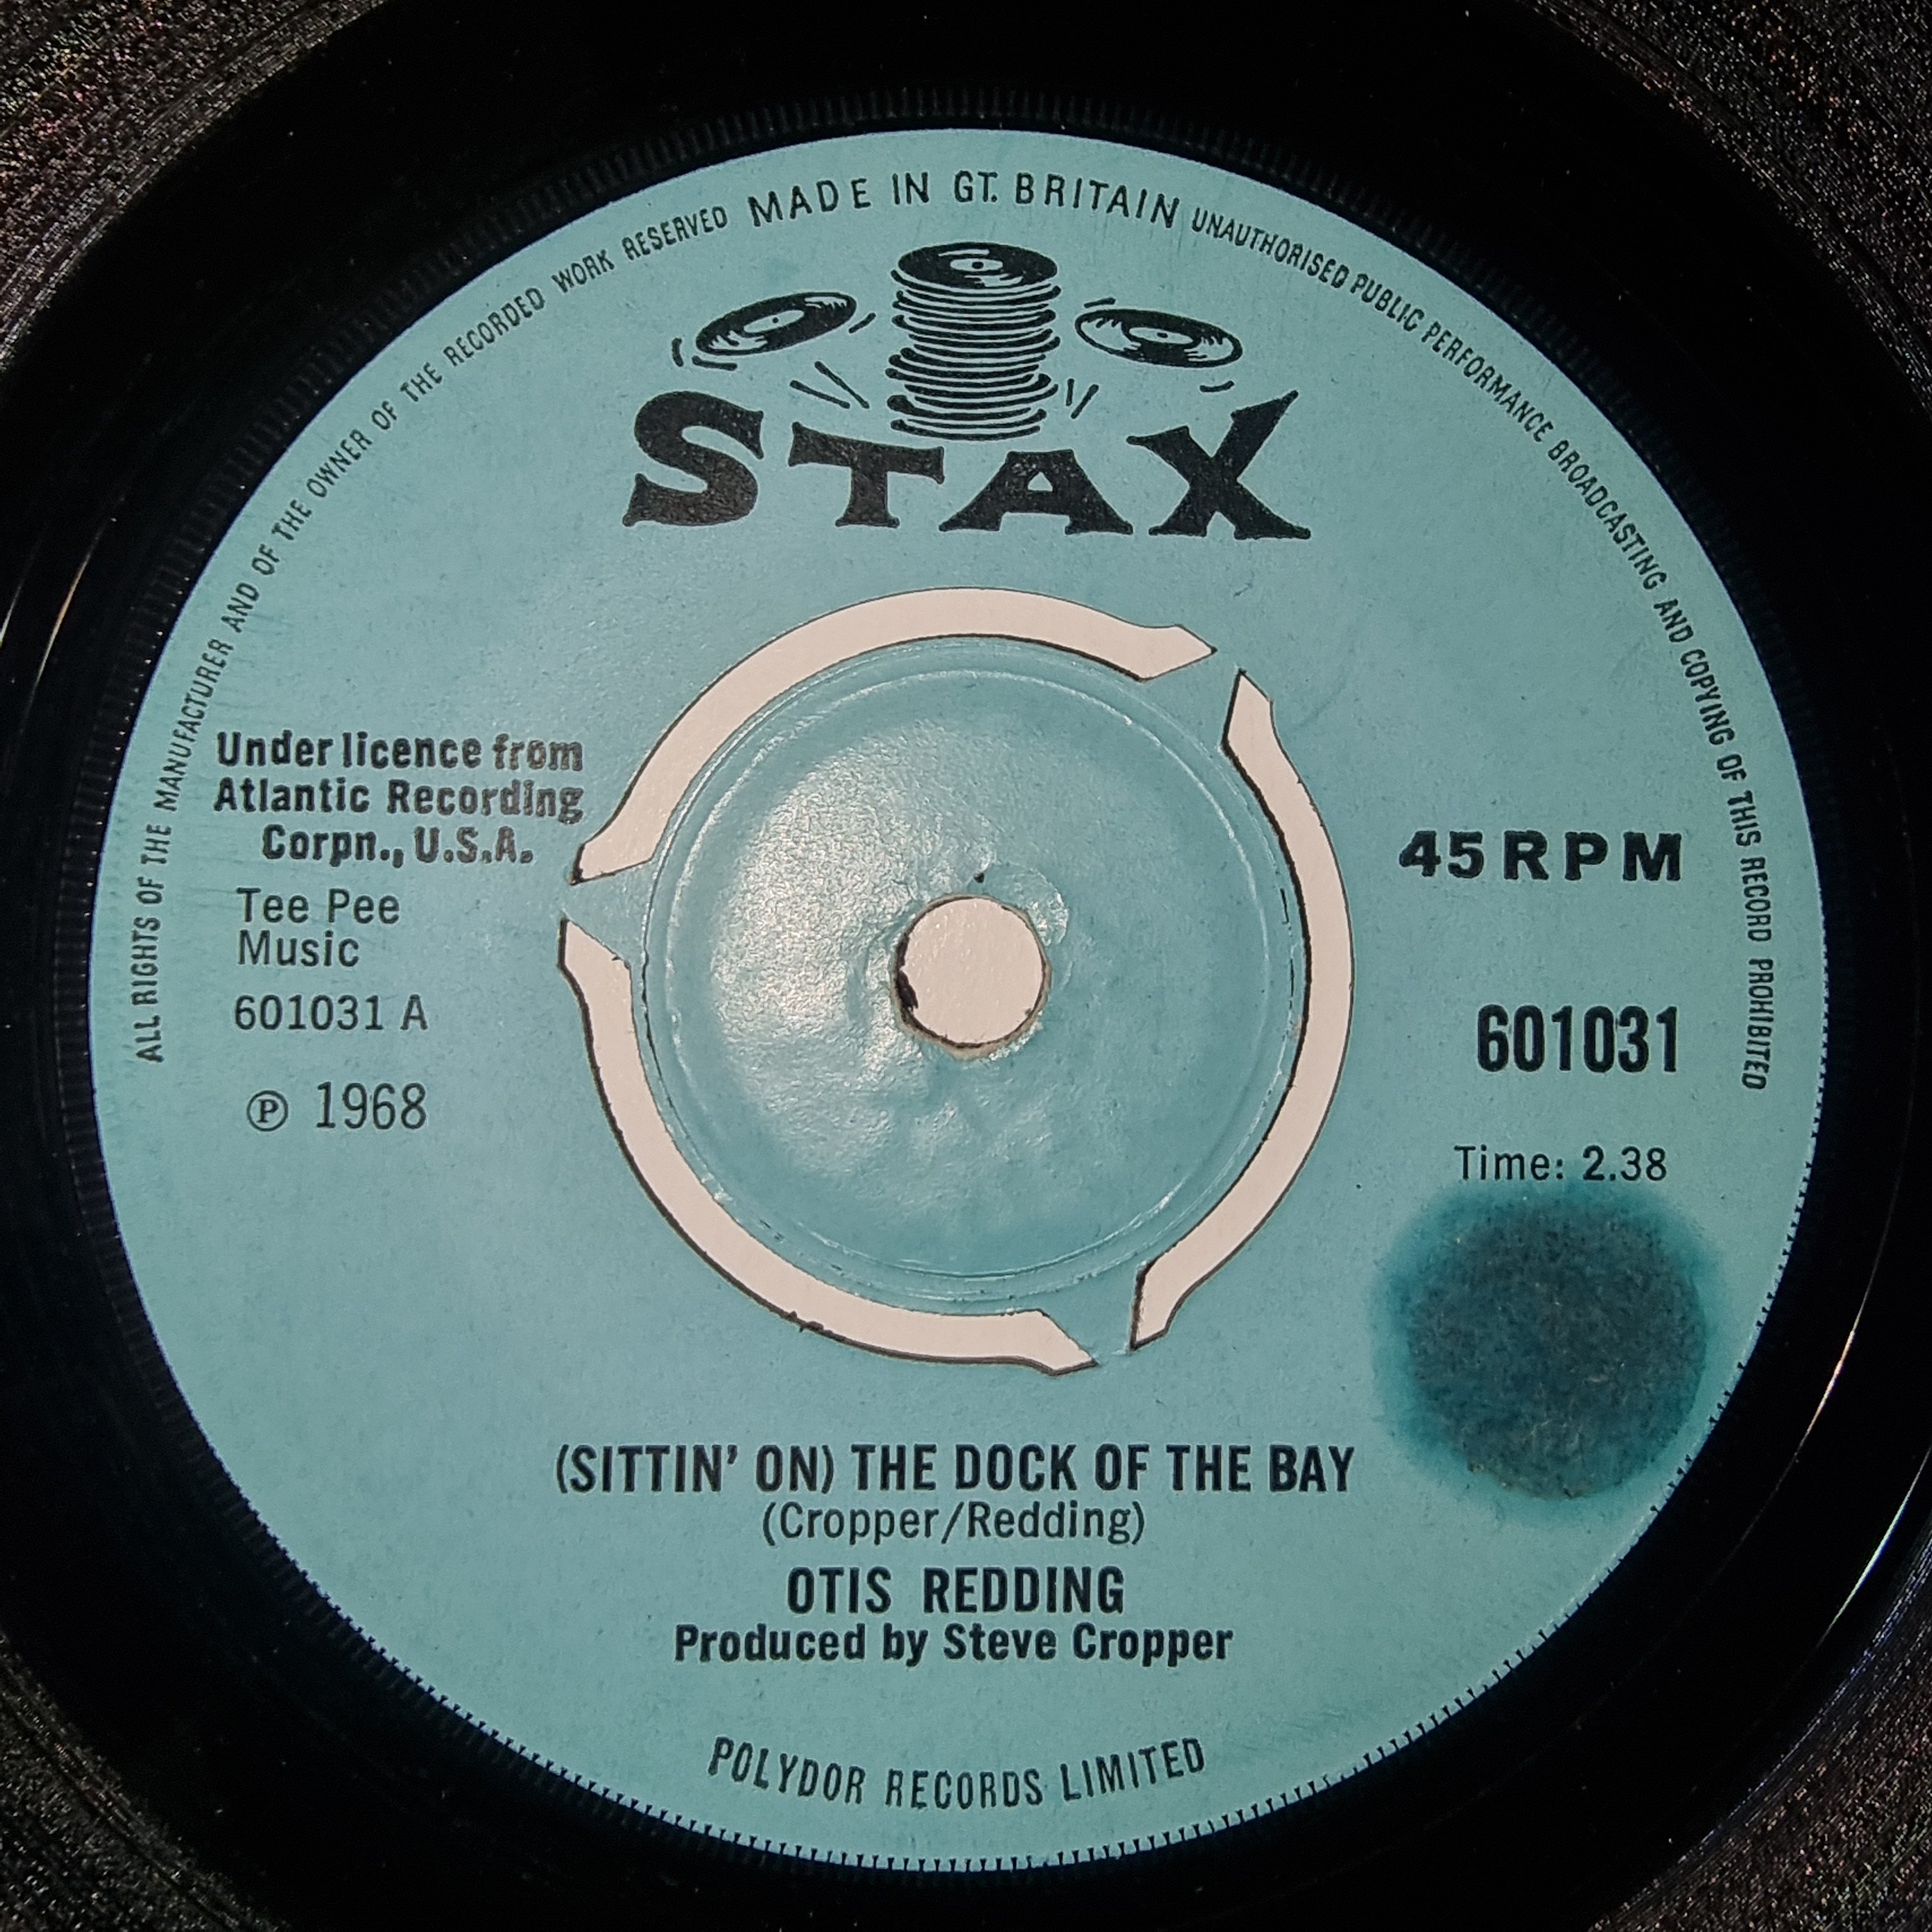 ALL RIGHTS OF THE MANUFACTURER AND OF THE OWNER OF THE RECORDED WORK RESERVED MADE IN GT. BRITAIN UNAUTHORISED PUBLIC PERFORMANCE BROADCASTING AND COPYING OF THIS RECORD PROHIBITED
STAX
Under licence from
Atlantic Recording
Corpn., U.S.A.
Tee Pee
Music
601031 A
℗ 1968
45 RPM
601031
Time: 2.38
(SITTIN' ON) THE DOCK OF THE BAY
(Cropper/Redding)
OTIS REDDING
Produced by Steve Cropper
POLYDOR RECORDS LIMITED